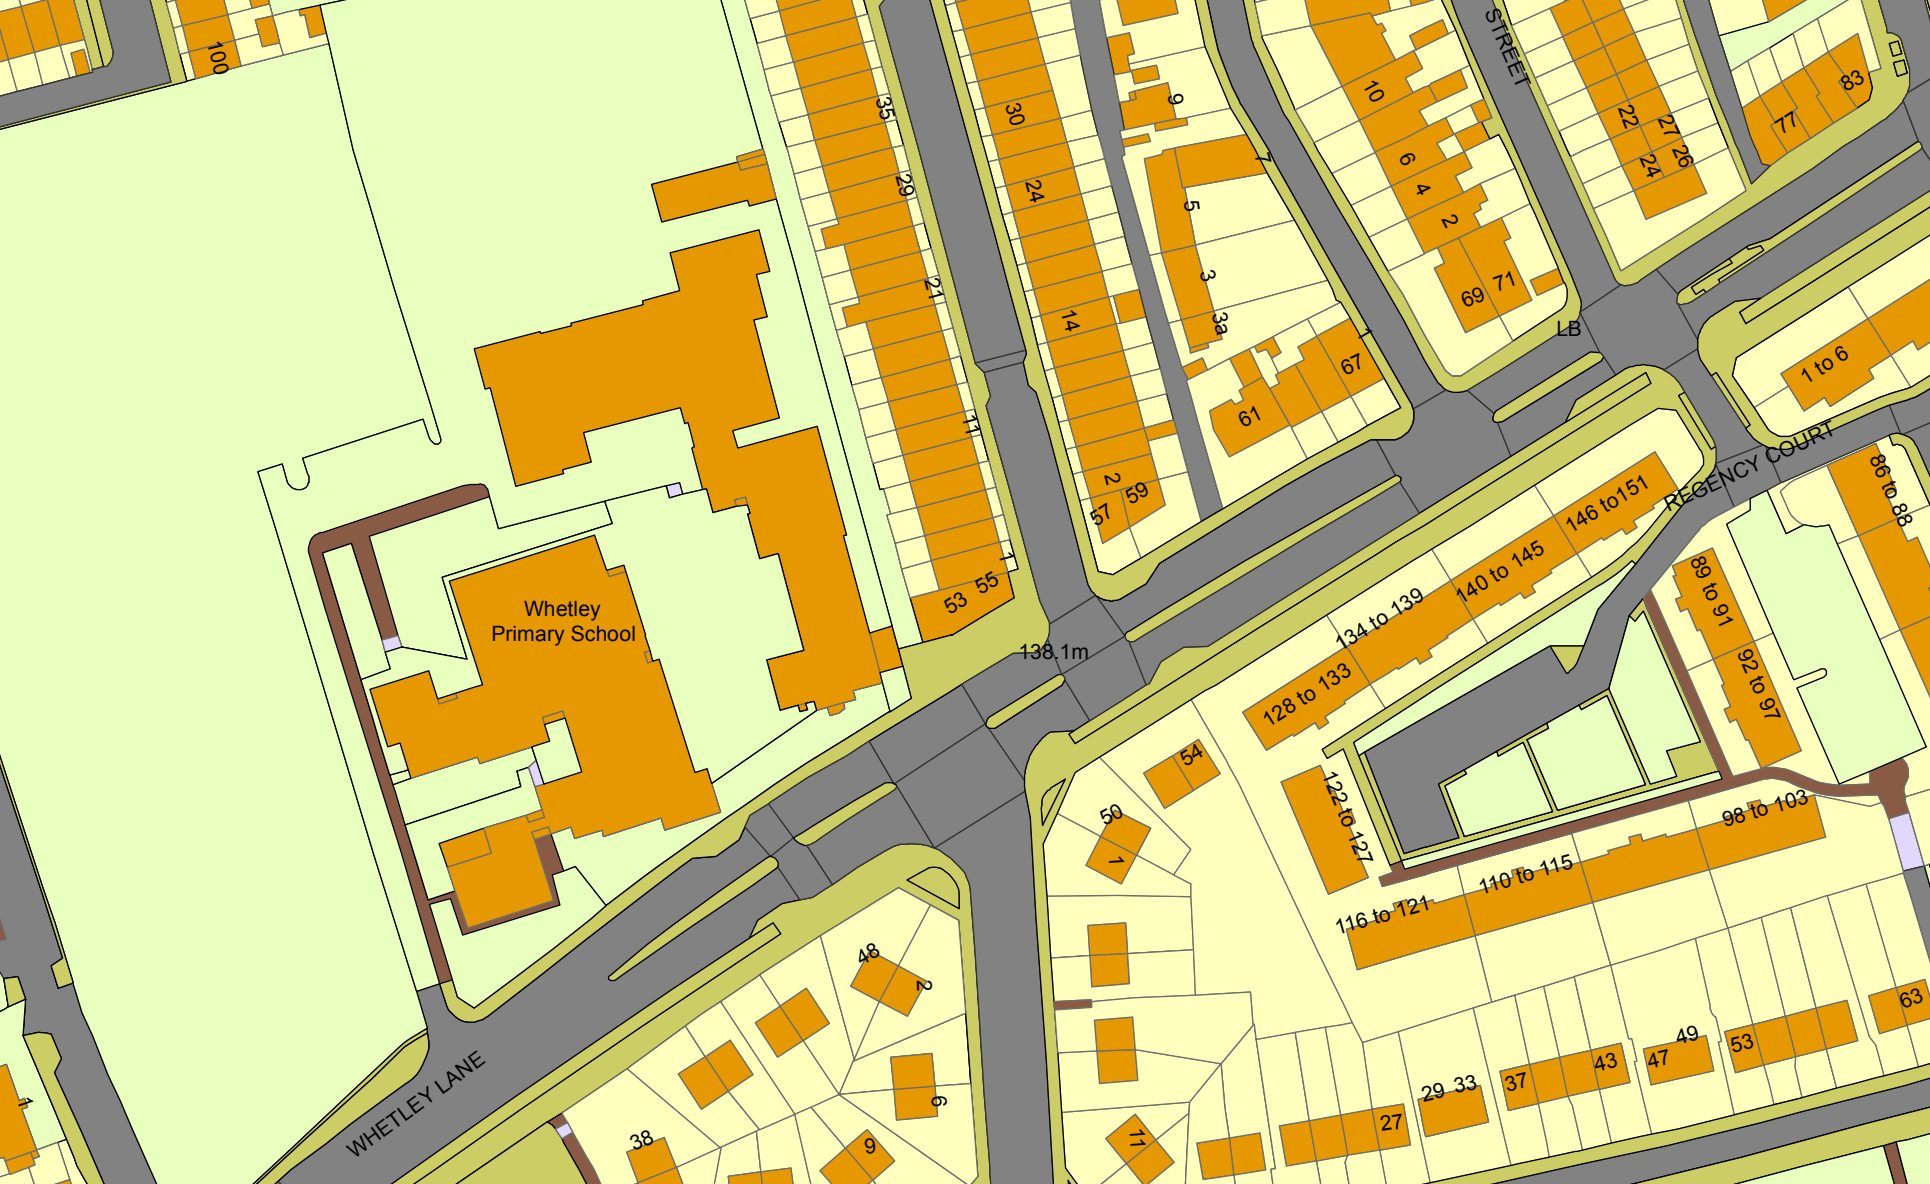 100
35
30
9
STREET
10
22
27
77
83
29
24
7
5
6
4
2
24
26
21
14
3
3a
69
71
LB
1
67
61
1 to 6
11
2
59
57
REGENCY COURT
86 to 88
146 to151
140 to 145
134 to 139
128 to 133
89 to 91
92 to 97
1
53
55
Whetley
Primary School
138.1m
54
50
1
122 to 127
98 to 103
110 to 115
116 to 121
48
2
6
9
38
WHETLEY LANE
1
11
27
29
33
37
43
47
49
53
63